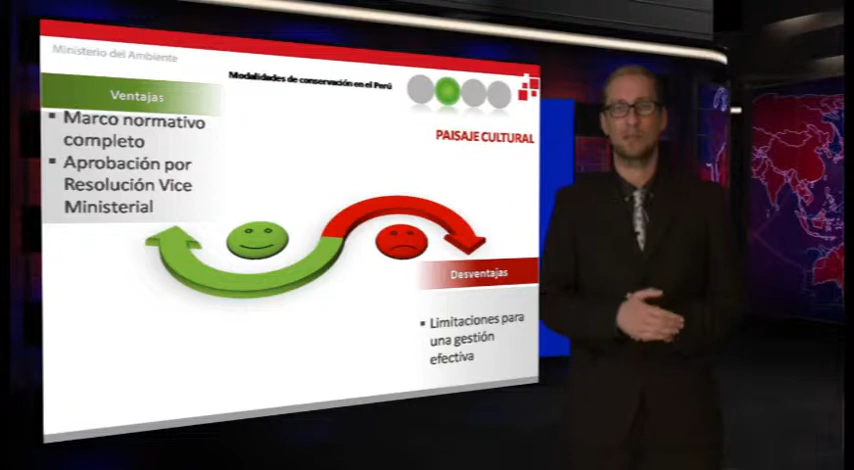 Ministerio del Ambiente
Modalidades de conservación en el Perú
Ventajas
▪ Marco normativo
completo
▪ Aprobación por
Resolución Vice
Ministerial
PAISAJE CULTURAL
Desventajas
▪ Limitaciones para
una gestión
efectiva